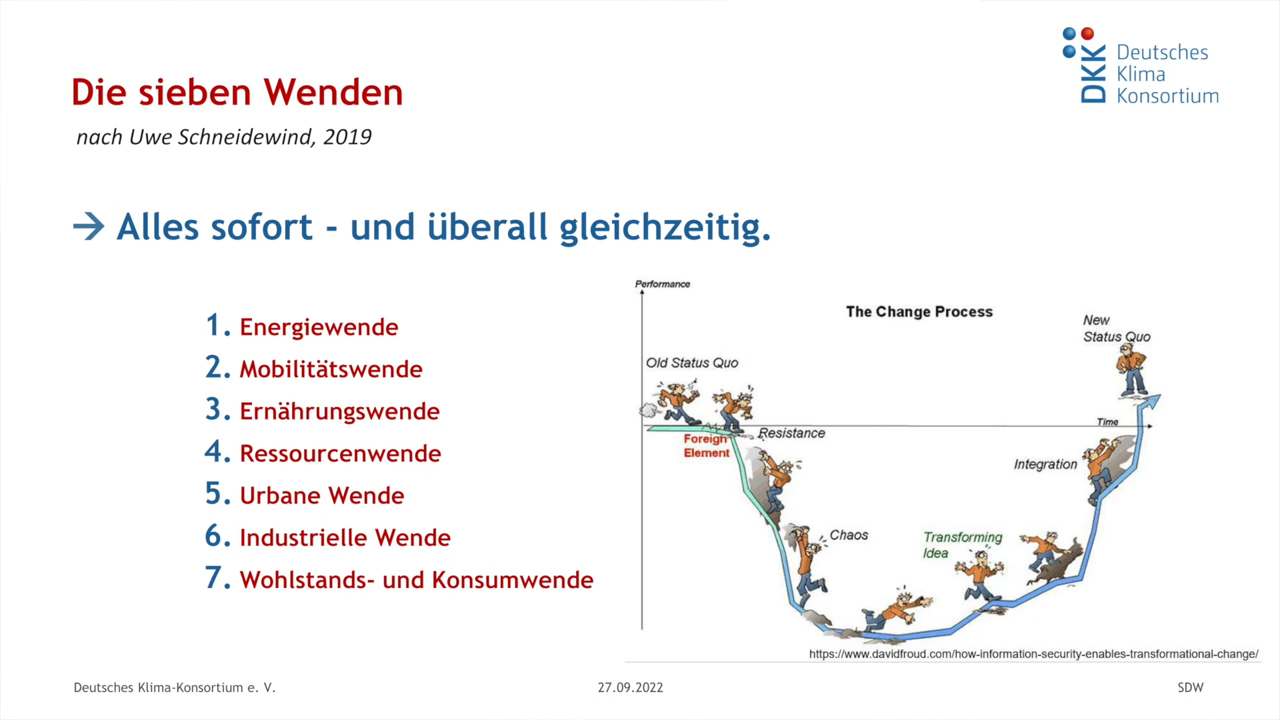 DKK
Deutsches
Klima
Konsortium
Die sieben Wenden
nach Uwe Schneidewind, 2019
→ Alles sofort - und überall gleichzeitig.
1. Energiewende
2. Mobilitätswende
3. Ernährungswende
4. Ressourcenwende
5. Urbane Wende
6. Industrielle Wende
7. Wohlstands- und Konsumwende
Performance
The Change Process
New
Status Quo
Old Status Quo
Time
Foreign
Element
Resistance
Integration
Chaos
Transforming
Idea
https://www.davidfroud.com/how-information-security-enables-transformational-change/
Deutsches Klima-Konsortium e. V.
27.09.2022
SDW